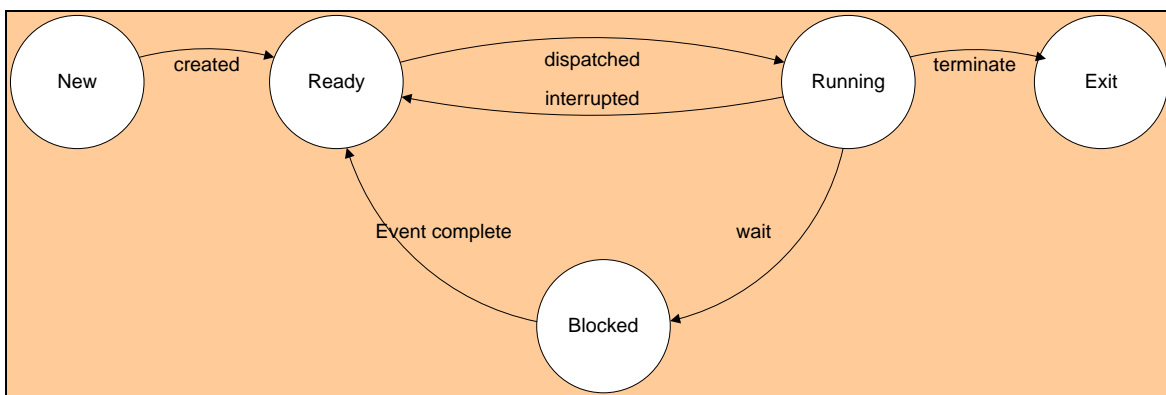 New
created
Ready
dispatched
interrupted
Running
terminate
Exit
Event complete
wait
Blocked